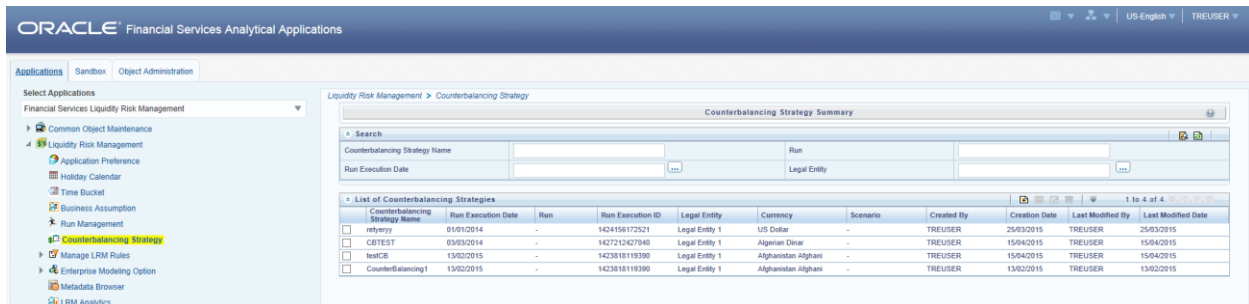 ORACLE® Financial Services Analytical Applications
US-English
TREUSER
Applications Sandbox Object Administration
Select Applications
Financial Services Liquidity Risk Management
Common Object Maintenance
Liquidity Risk Management
Application Preference
Holiday Calendar
Time Bucket
Business Assumption
Run Management
Counterbalancing Strategy
Manage LRM Rules
Enterprise Modeling Option
Metadata Browser
LRM Analytics
Liquidity Risk Management > Counterbalancing Strategy
Counterbalancing Strategy Summary
Search
Counterbalancing Strategy Name Run
Run Execution Date ... Legal Entity ...
List of Counterbalancing Strategies 1 to 4 of 4
Counterbalancing Strategy Name Run Execution Date Run Run Execution ID Legal Entity Currency Scenario Created By Creation Date Last Modified By Last Modified Date
retyeryy 01/01/2014 - 1424156172521 Legal Entity 1 US Dollar - TREUSER 25/03/2015 TREUSER 25/03/2015
CBTEST 03/03/2014 - 1427212427040 Legal Entity 1 Algerian Dinar - TREUSER 15/04/2015 TREUSER 15/04/2015
testCB 13/02/2015 - 1423818119390 Legal Entity 1 Afghanistan Afghani - TREUSER 15/04/2015 TREUSER 15/04/2015
CounterBalancing1 13/02/2015 - 1423818119390 Legal Entity 1 Afghanistan Afghani - TREUSER 13/02/2015 TREUSER 13/02/2015